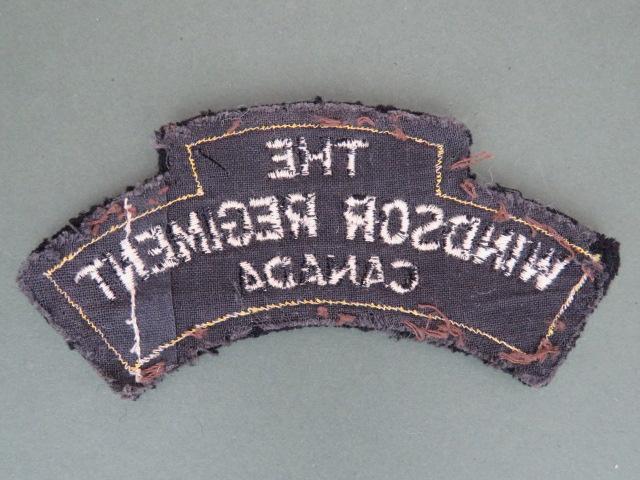 THE
WINDSOR REGIMENT
CANADA